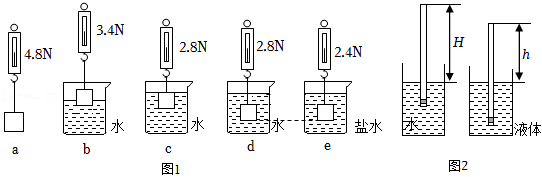 4.8N 3.4N 2.8N 2.8N 2.4N
水 水 水 盐水
a b c d e
图1
H h
水 液体
图2